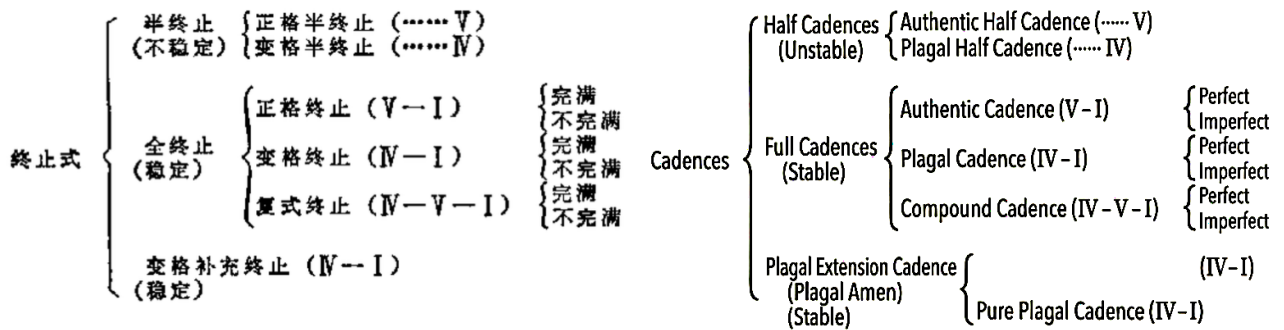 半终止
(不稳定)
正格半终止 (······ V)
变格半终止 (······ IV)
终止式
全终止
(稳定)
正格终止 (V—I)
完满
不完满
变格终止 (IV—I)
完满
不完满
复式终止 (IV—V—I)
完满
不完满
变格补充终止 (IV—I)
(稳定)
Half Cadences
(Unstable)
Authentic Half Cadence (······ V)
Plagal Half Cadence (······ IV)
Cadences
Full Cadences
(Stable)
Authentic Cadence (V–I)
Perfect
Imperfect
Plagal Cadence (IV–I)
Perfect
Imperfect
Compound Cadence (IV–V–I)
Perfect
Imperfect
Plagal Extension Cadence
(Plagal Amen)
(Stable)
(IV–I)
Pure Plagal Cadence (IV–I)